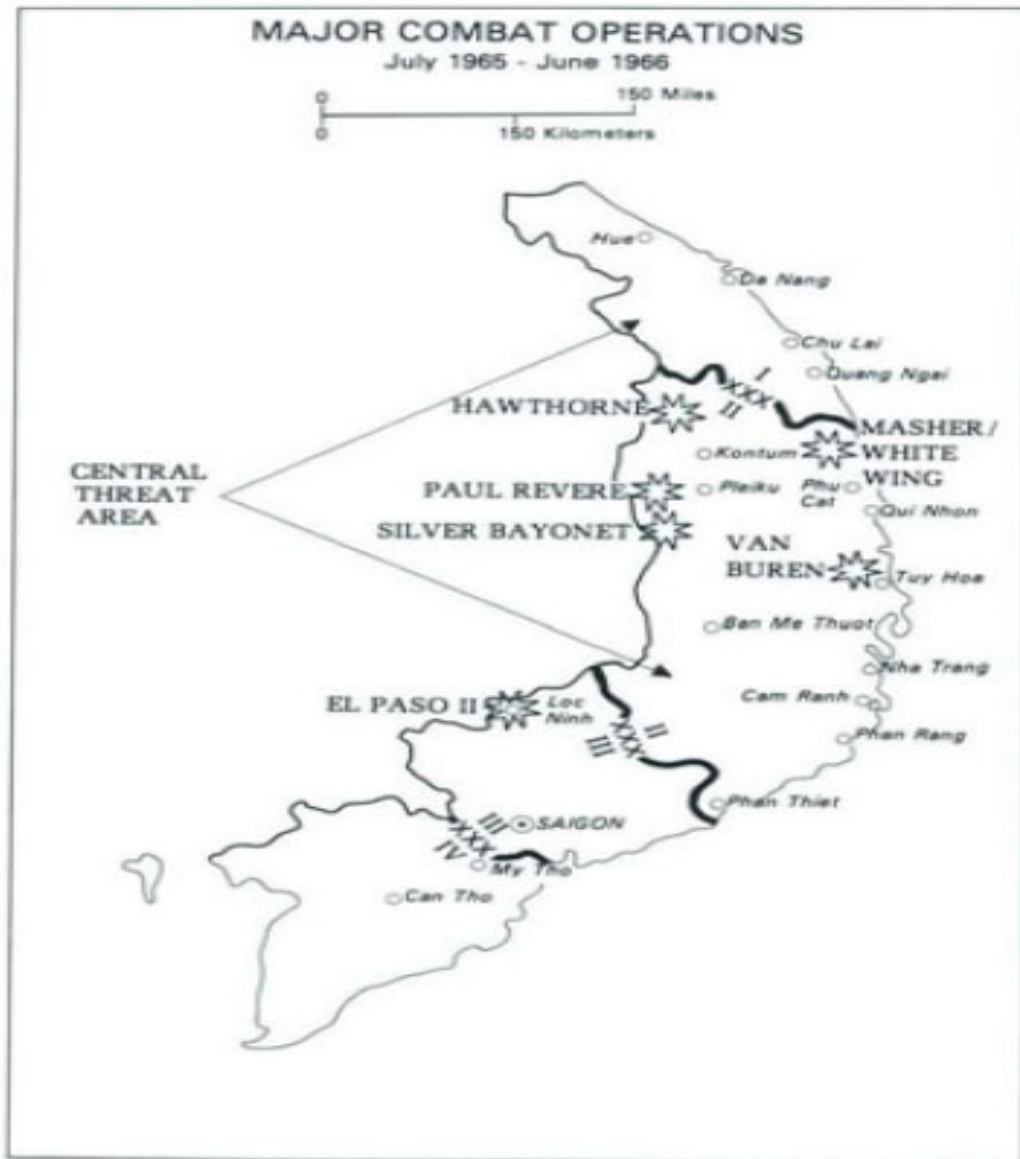 MAJOR COMBAT OPERATIONS
July 1965 - June 1966
0 150 Miles
0 150 Kilometers
Hue
Da Nang
Chu Lai
Quang Ngai
I
XXX
II
HAWTHORNE
MASHER/
WHITE
WING
Kontum
CENTRAL
THREAT
AREA
PAUL REVERE
Pleiku
Phu
Cat
Qui Nhon
SILVER BAYONET
VAN
BUREN
Tuy Hoa
Ban Me Thuot
Nha Trang
Cam Ranh
EL PASO II
Loc
Ninh
II
XXX
III
Phan Rang
Phan Thiet
III
XXX
IV
SAIGON
My Tho
Can Tho